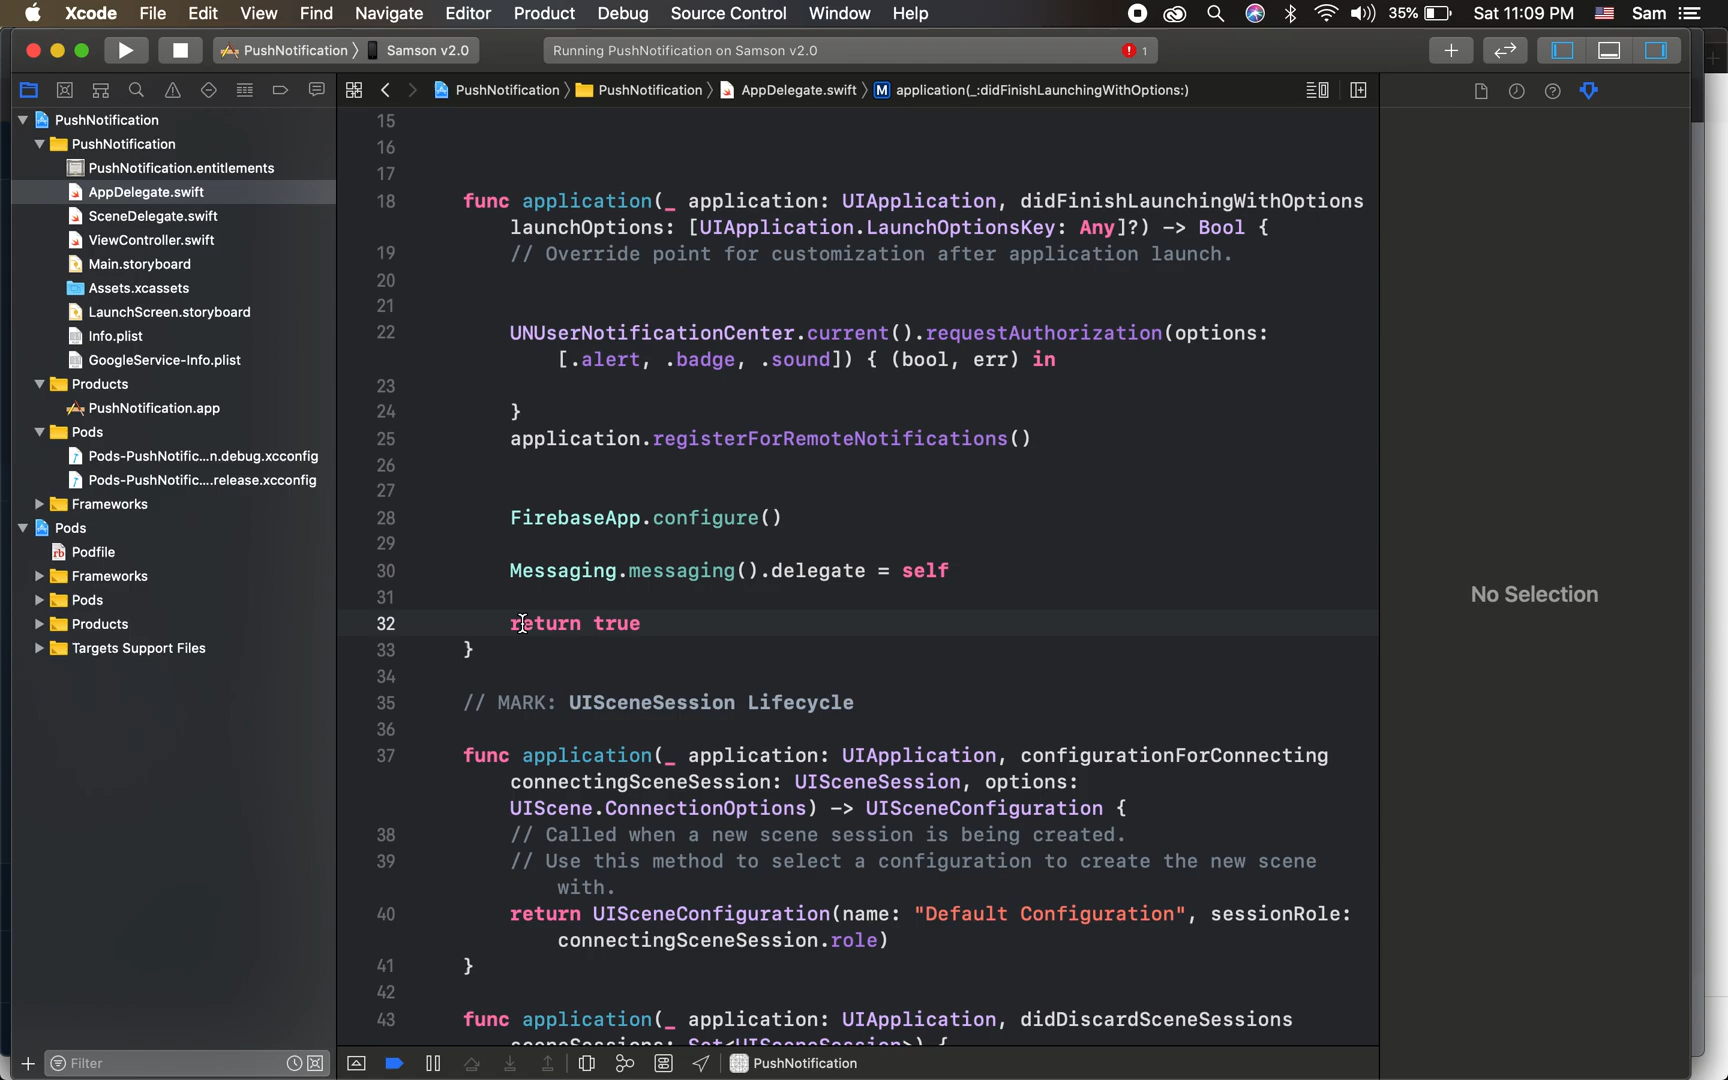 Xcode File Edit View Find Navigate Editor Product Debug Source Control Window Help 35% Sat 11:09 PM Sam
PushNotification Samson v2.0 Running PushNotification on Samson v2.0 1
PushNotification PushNotification AppDelegate.swift M application(_:didFinishLaunchingWithOptions:)
PushNotification
PushNotification
PushNotification.entitlements
AppDelegate.swift
SceneDelegate.swift
ViewController.swift
Main.storyboard
Assets.xcassets
LaunchScreen.storyboard
Info.plist
GoogleService-Info.plist
Products
PushNotification.app
Pods
Pods-PushNotific...n.debug.xcconfig
Pods-PushNotific....release.xcconfig
Frameworks
Pods
Podfile
Frameworks
Pods
Products
Targets Support Files
Filter
15
16
17
18 func application(_ application: UIApplication, didFinishLaunchingWithOptions
launchOptions: [UIApplication.LaunchOptionsKey: Any]?) -> Bool {
19 // Override point for customization after application launch.
20
21
22 UNUserNotificationCenter.current().requestAuthorization(options:
[.alert, .badge, .sound]) { (bool, err) in
23
24 }
25 application.registerForRemoteNotifications()
26
27
28 FirebaseApp.configure()
29
30 Messaging.messaging().delegate = self
31
32 return true
33 }
34
35 // MARK: UISceneSession Lifecycle
36
37 func application(_ application: UIApplication, configurationForConnecting
connectingSceneSession: UISceneSession, options:
UIScene.ConnectionOptions) -> UISceneConfiguration {
38 // Called when a new scene session is being created.
39 // Use this method to select a configuration to create the new scene
with.
40 return UISceneConfiguration(name: "Default Configuration", sessionRole:
connectingSceneSession.role)
41 }
42
43 func application(_ application: UIApplication, didDiscardSceneSessions
sceneSessions: Set<UISceneSession>) {
PushNotification
No Selection